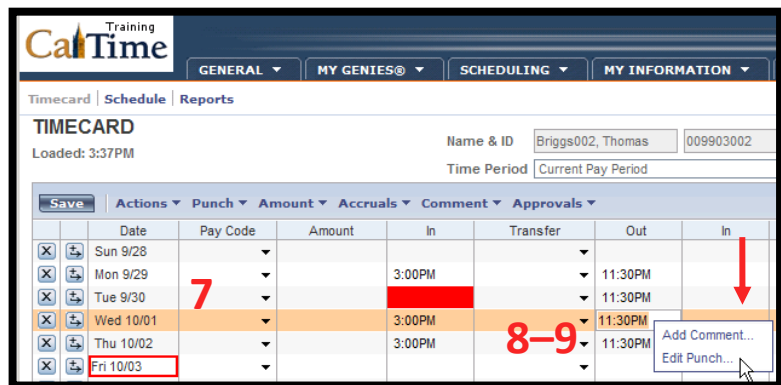 Training
CalTime
GENERAL MY GENIES® SCHEDULING MY INFORMATION
Timecard | Schedule | Reports
TIMECARD
Loaded: 3:37PM
Name & ID Briggs002, Thomas 009903002
Time Period Current Pay Period
Save Actions Punch Amount Accruals Comment Approvals
Date Pay Code Amount In Transfer Out In
Sun 9/28
Mon 9/29 3:00PM 11:30PM
Tue 9/30 11:30PM
7
Wed 10/01 3:00PM 11:30PM
Thu 10/02 3:00PM 11:30PM
8–9
Add Comment...
Edit Punch...
Fri 10/03